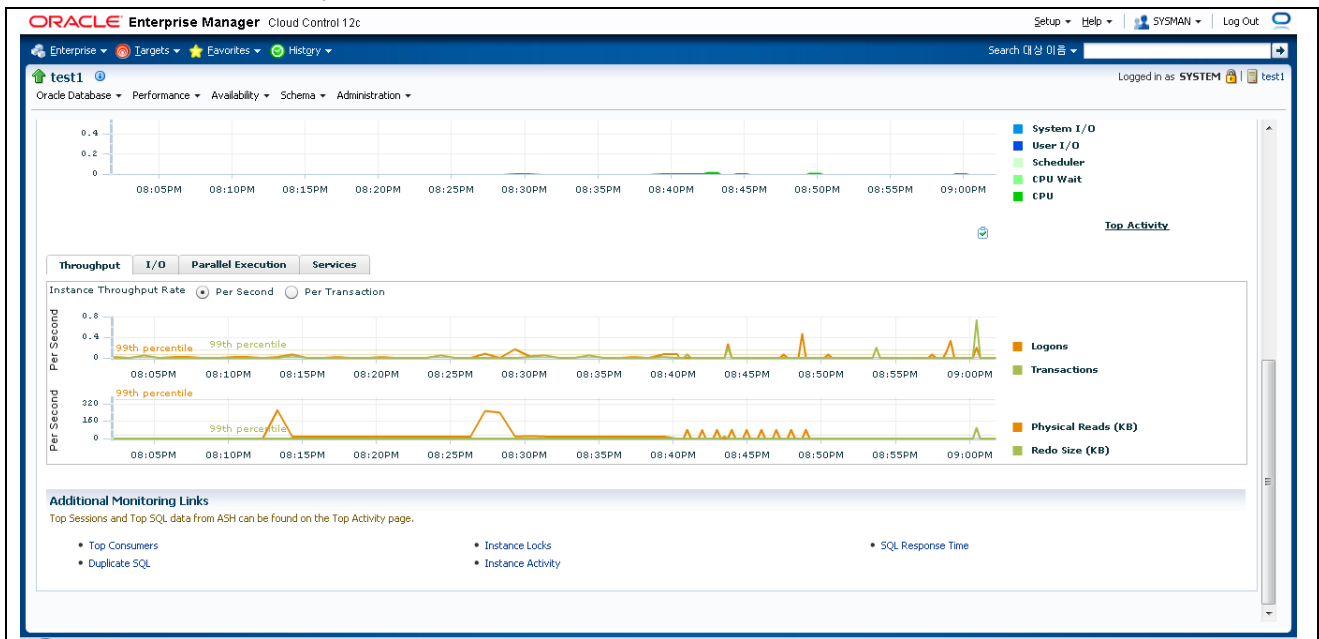 ORACLE Enterprise Manager Cloud Control 12c
Setup Help SYSMAN Log Out
Enterprise Targets Favorites History
Search 대상 이름
test1
Logged in as SYSTEM test1
Oracle Database Performance Availability Schema Administration
0.4
0.2
0
08:05PM 08:10PM 08:15PM 08:20PM 08:25PM 08:30PM 08:35PM 08:40PM 08:45PM 08:50PM 08:55PM 09:00PM
System I/O
User I/O
Scheduler
CPU Wait
CPU
Top Activity
Throughput I/O Parallel Execution Services
Instance Throughput Rate Per Second Per Transaction
Per Second
0.8
0.4
0
99th percentile 99th percentile
08:05PM 08:10PM 08:15PM 08:20PM 08:25PM 08:30PM 08:35PM 08:40PM 08:45PM 08:50PM 08:55PM 09:00PM
Logons
Transactions
Per Second
320
160
0
99th percentile
99th percentile
08:05PM 08:10PM 08:15PM 08:20PM 08:25PM 08:30PM 08:35PM 08:40PM 08:45PM 08:50PM 08:55PM 09:00PM
Physical Reads (KB)
Redo Size (KB)
Additional Monitoring Links
Top Sessions and Top SQL data from ASH can be found on the Top Activity page.
Top Consumers
Duplicate SQL
Instance Locks
Instance Activity
SQL Response Time